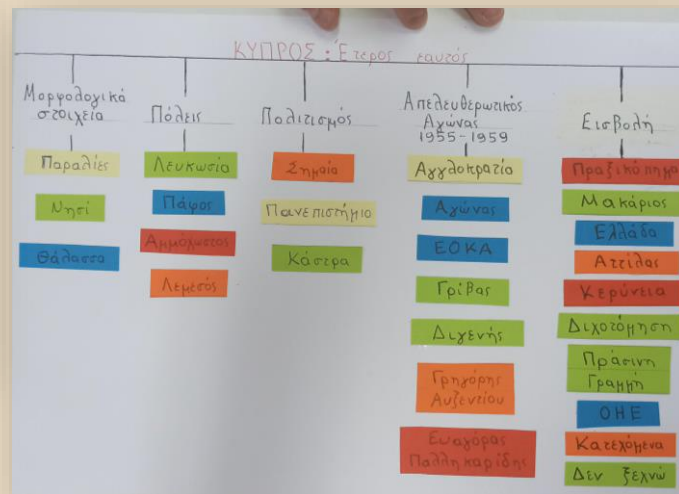 ΚΥΠΡΟΣ: Έτερος εαυτός
Μορφολογικά
στοιχεία
Παραλίες
Νησί
Θάλασσα
Πόλεις
Λευκωσία
Πάφος
Αμμόχωστος
Λεμεσός
Πολιτισμός
Σημαία
Πανεπιστήμιο
Κάστρα
Απελευθερωτικός
Αγώνας
1955-1959
Αγγλοκρατία
Αγώνας
ΕΟΚΑ
Γρίβας
Διγενής
Γρηγόρης
Αυξεντίου
Ευαγόρας
Παλληκαρίδης
Εισβολή
Πραξικόπημα
Μακάριος
Ελλάδα
Αττίλας
Κερύνεια
Διχοτόμηση
Πράσινη
Γραμμή
ΟΗΕ
Κατεχόμενα
Δεν ξεχνώ